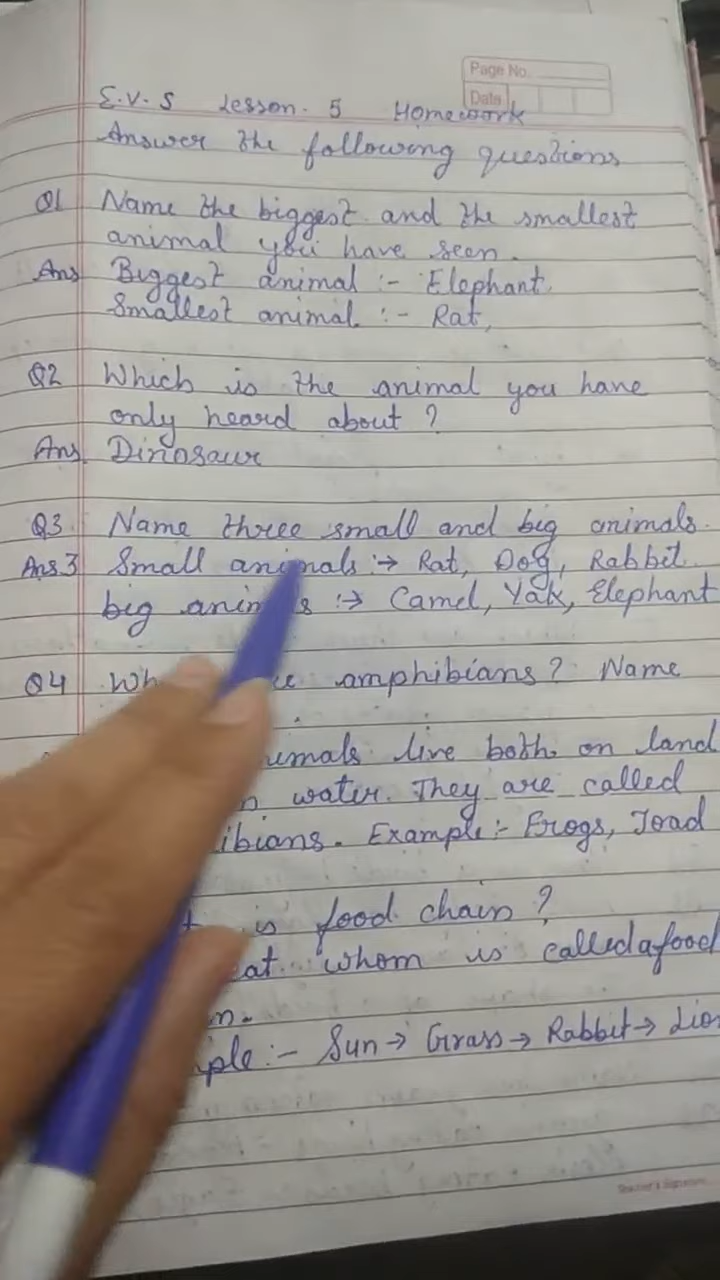 Page No.
Date
E.V.S Lesson. 5 Homework
Answer the following questions
Q1 Name the biggest and the smallest
animal you have seen.
Ans Biggest animal :- Elephant.
Smallest animal :- Rat,
Q2 Which is the animal you have
only heard about ?
Ans. Dinosaur
Q3 Name three small and big animals.
Ans 3 Small animals :→ Rat, Dog, Rabbit.
big :→ Camel, Yak, Elephant
Q4 amphibians? Name
live both on land
water. They are called
Example:- Frogs, Toad
is food chain ?
whom is called a food
:- Sun → Grass → Rabbit →